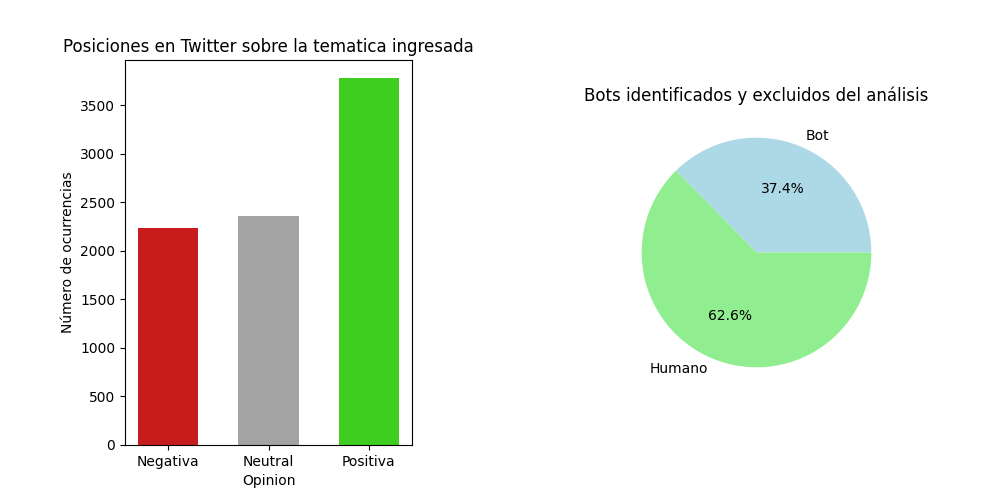 Posiciones en Twitter sobre la tematica ingresada
Número de ocurrencias
3500
3000
2500
2000
1500
1000
500
0
Negativa
Neutral
Positiva
Opinion
Bots identificados y excluidos del análisis
Bot
37.4%
62.6%
Humano